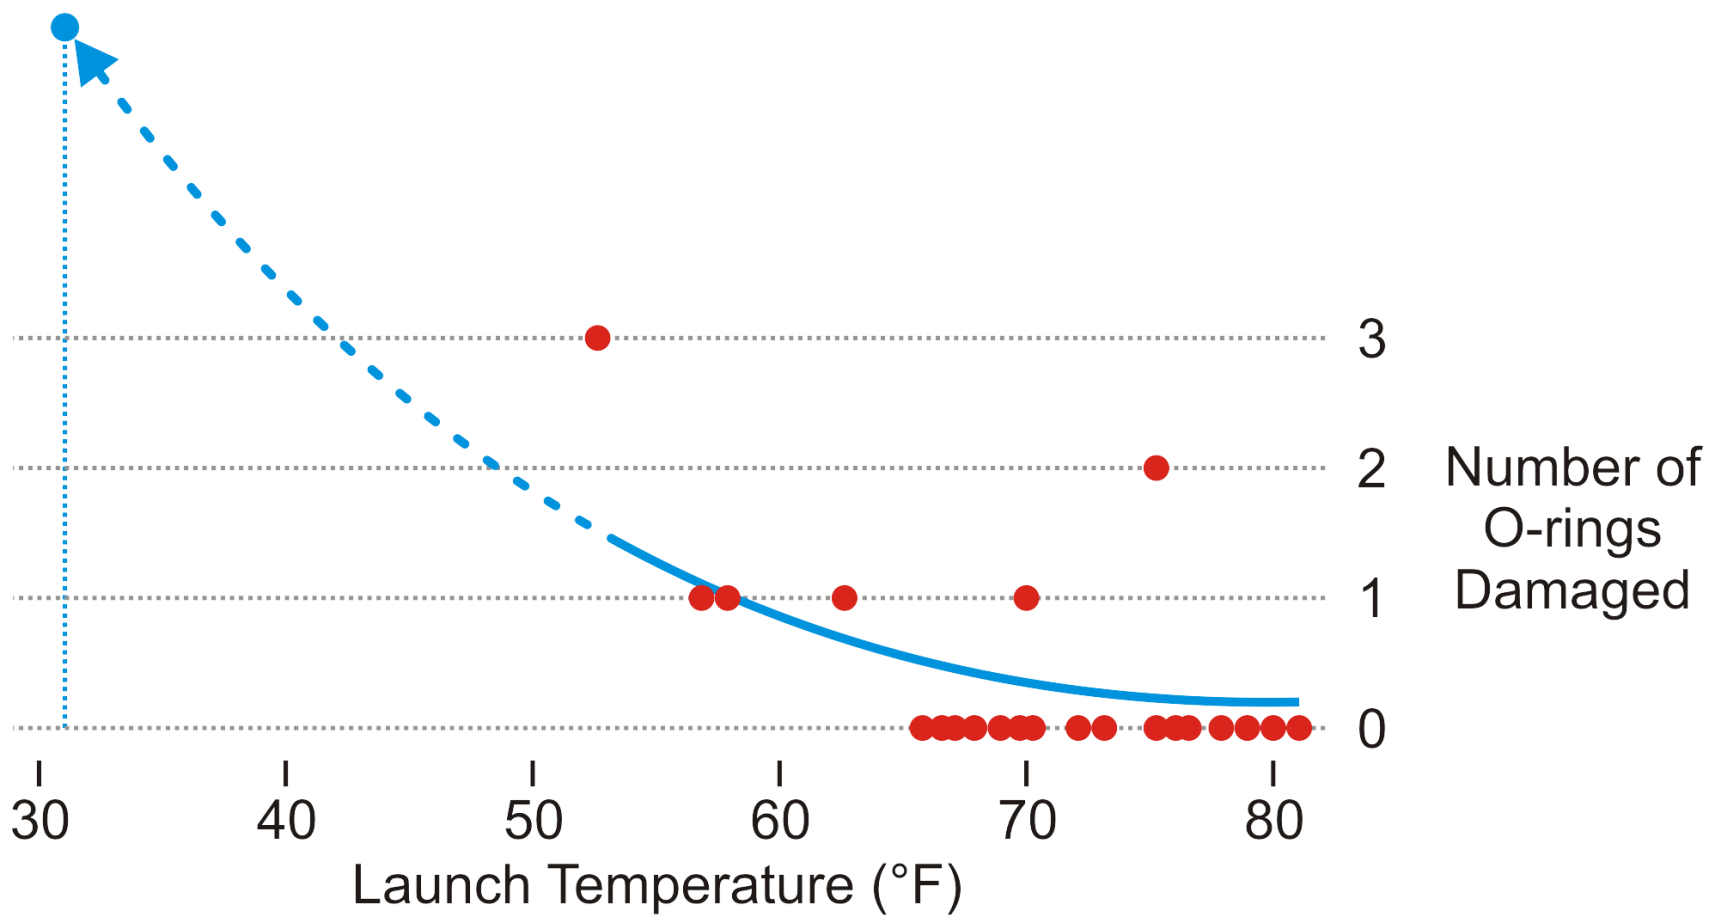 3
2
1
0
Number of
O-rings
Damaged
30 40 50 60 70 80
Launch Temperature (°F)